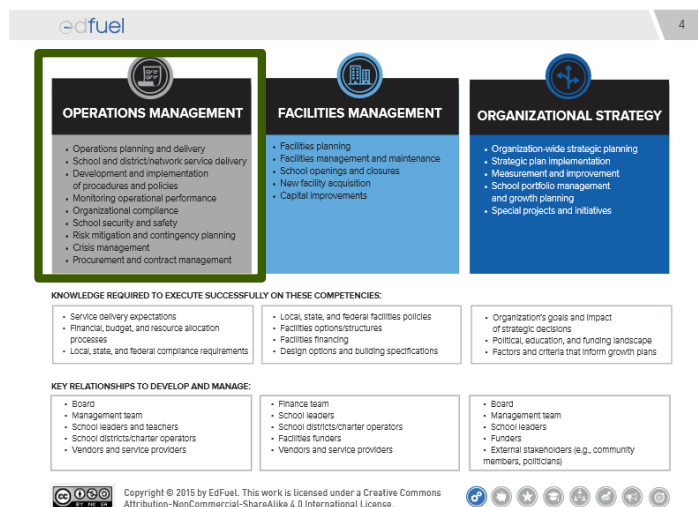 edfuel
4
OPERATIONS MANAGEMENT
• Operations planning and delivery
• School and district/network service delivery
• Development and implementation
of procedures and policies
• Monitoring operational performance
• Organizational compliance
• School security and safety
• Risk mitigation and contingency planning
• Crisis management
• Procurement and contract management
FACILITIES MANAGEMENT
• Facilities planning
• Facilities management and maintenance
• School openings and closures
• New facility acquisition
• Capital improvements
ORGANIZATIONAL STRATEGY
• Organization-wide strategic planning
• Strategic plan implementation
• Measurement and improvement
• School portfolio management
and growth planning
• Special projects and initiatives
KNOWLEDGE REQUIRED TO EXECUTE SUCCESSFULLY ON THESE COMPETENCIES:
• Service delivery expectations
• Financial, budget, and resource allocation
processes
• Local, state, and federal compliance requirements
• Local, state, and federal facilities policies
• Facilities options/structures
• Facilities financing
• Design options and building specifications
• Organization's goals and impact
of strategic decisions
• Political, education, and funding landscape
• Factors and criteria that inform growth plans
KEY RELATIONSHIPS TO DEVELOP AND MANAGE:
• Board
• Management team
• School leaders and teachers
• School districts/charter operators
• Vendors and service providers
• Finance team
• School leaders
• School districts/charter operators
• Facilities funders
• Vendors and service providers
• Board
• Management team
• School leaders
• Funders
• External stakeholders (e.g., community
members, politicians)
cc
BY NC SA
Copyright © 2015 by EdFuel. This work is licensed under a Creative Commons
Attribution-NonCommercial-ShareAlike 4.0 International License.